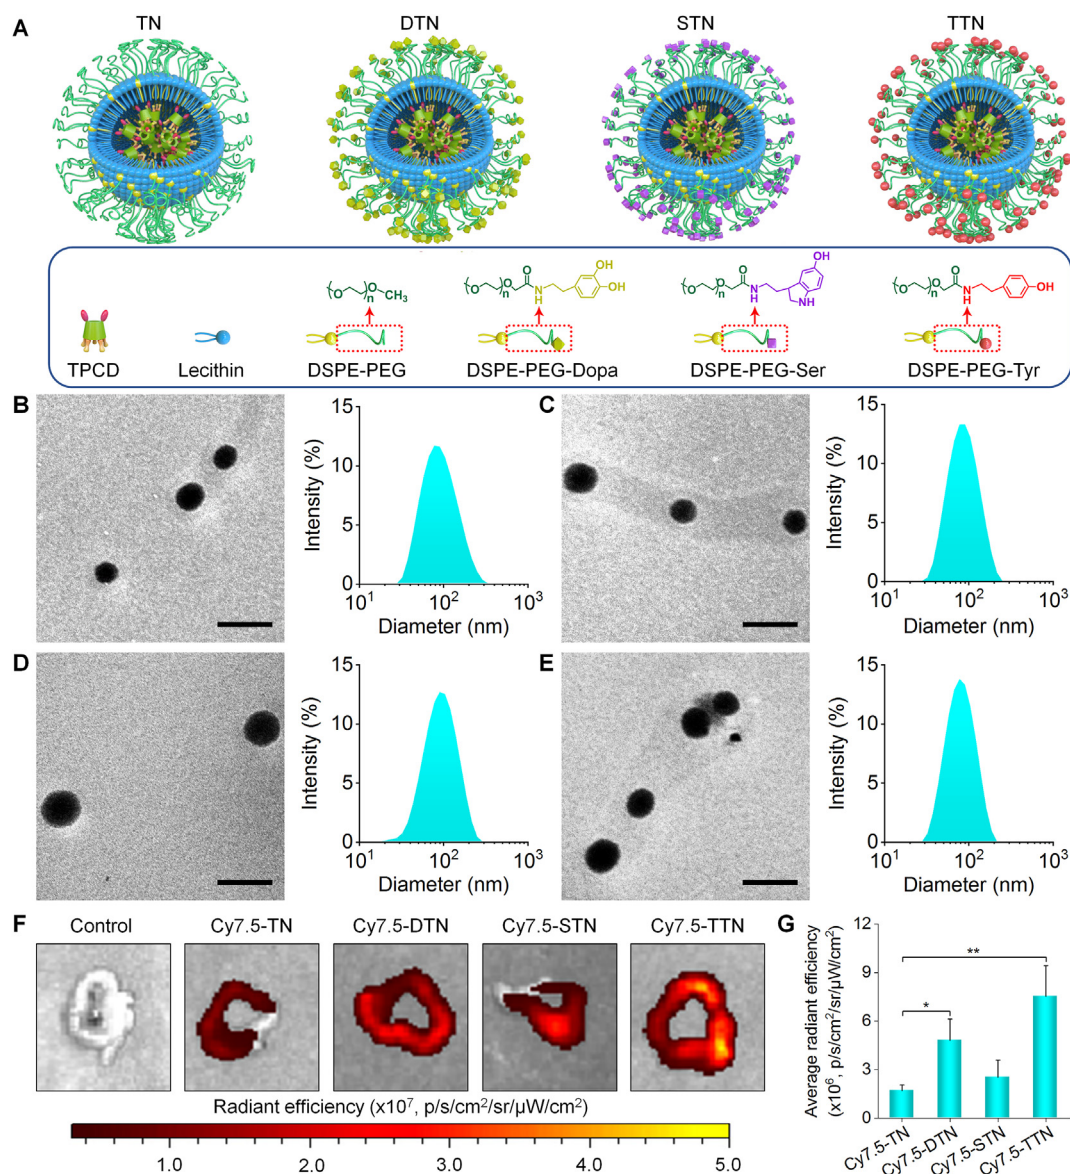 A
TN
DTN
STN
TTN
OH
O
O
n
CH3
O
O
n
O
N
H
OH
O
O
n
O
N
H
NH
O
O
n
O
N
H
OH
TPCD
Lecithin
DSPE-PEG
DSPE-PEG-Dopa
DSPE-PEG-Ser
DSPE-PEG-Tyr
B
15
10
5
0
Intensity (%)
10¹ 10² 10³
Diameter (nm)
C
15
10
5
0
Intensity (%)
10¹ 10² 10³
Diameter (nm)
D
15
10
5
0
Intensity (%)
10¹ 10² 10³
Diameter (nm)
E
15
10
5
0
Intensity (%)
10¹ 10² 10³
Diameter (nm)
F
Control
Cy7.5-TN
Cy7.5-DTN
Cy7.5-STN
Cy7.5-TTN
Radiant efficiency (x10⁷, p/s/cm²/sr/µW/cm²)
1.0 2.0 3.0 4.0 5.0
G
Average radiant efficiency
(x10⁶, p/s/cm²/sr/µW/cm²)
12
9
6
3
0
*
**
Cy7.5-TN
Cy7.5-DTN
Cy7.5-STN
Cy7.5-TTN